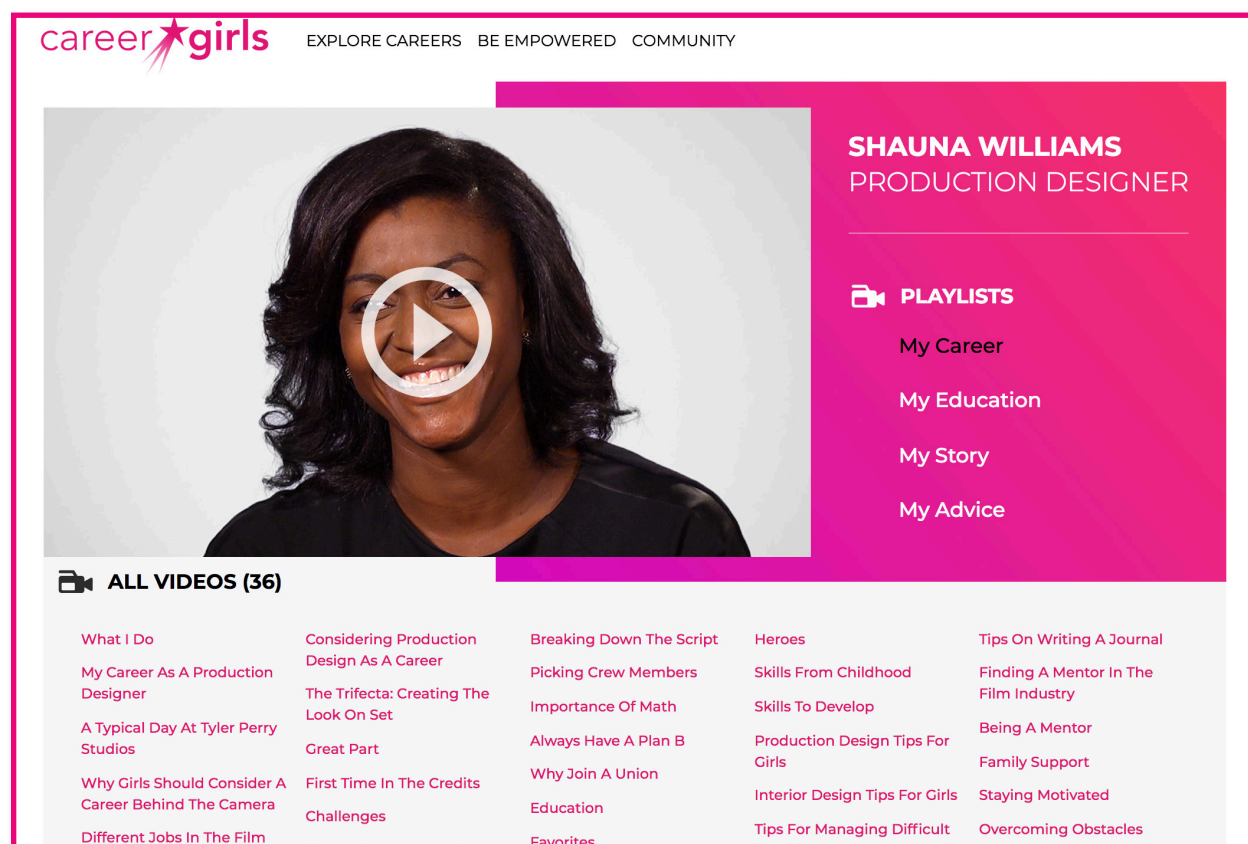 career girls
EXPLORE CAREERS BE EMPOWERED COMMUNITY
SHAUNA WILLIAMS
PRODUCTION DESIGNER
PLAYLISTS
My Career
My Education
My Story
My Advice
ALL VIDEOS (36)
What I Do
My Career As A Production
Designer
A Typical Day At Tyler Perry
Studios
Why Girls Should Consider A
Career Behind The Camera
Different Jobs In The Film
Considering Production
Design As A Career
The Trifecta: Creating The
Look On Set
Great Part
First Time In The Credits
Challenges
Breaking Down The Script
Picking Crew Members
Importance Of Math
Always Have A Plan B
Why Join A Union
Education
Favorites
Heroes
Skills From Childhood
Skills To Develop
Production Design Tips For
Girls
Interior Design Tips For Girls
Tips For Managing Difficult
Tips On Writing A Journal
Finding A Mentor In The
Film Industry
Being A Mentor
Family Support
Staying Motivated
Overcoming Obstacles